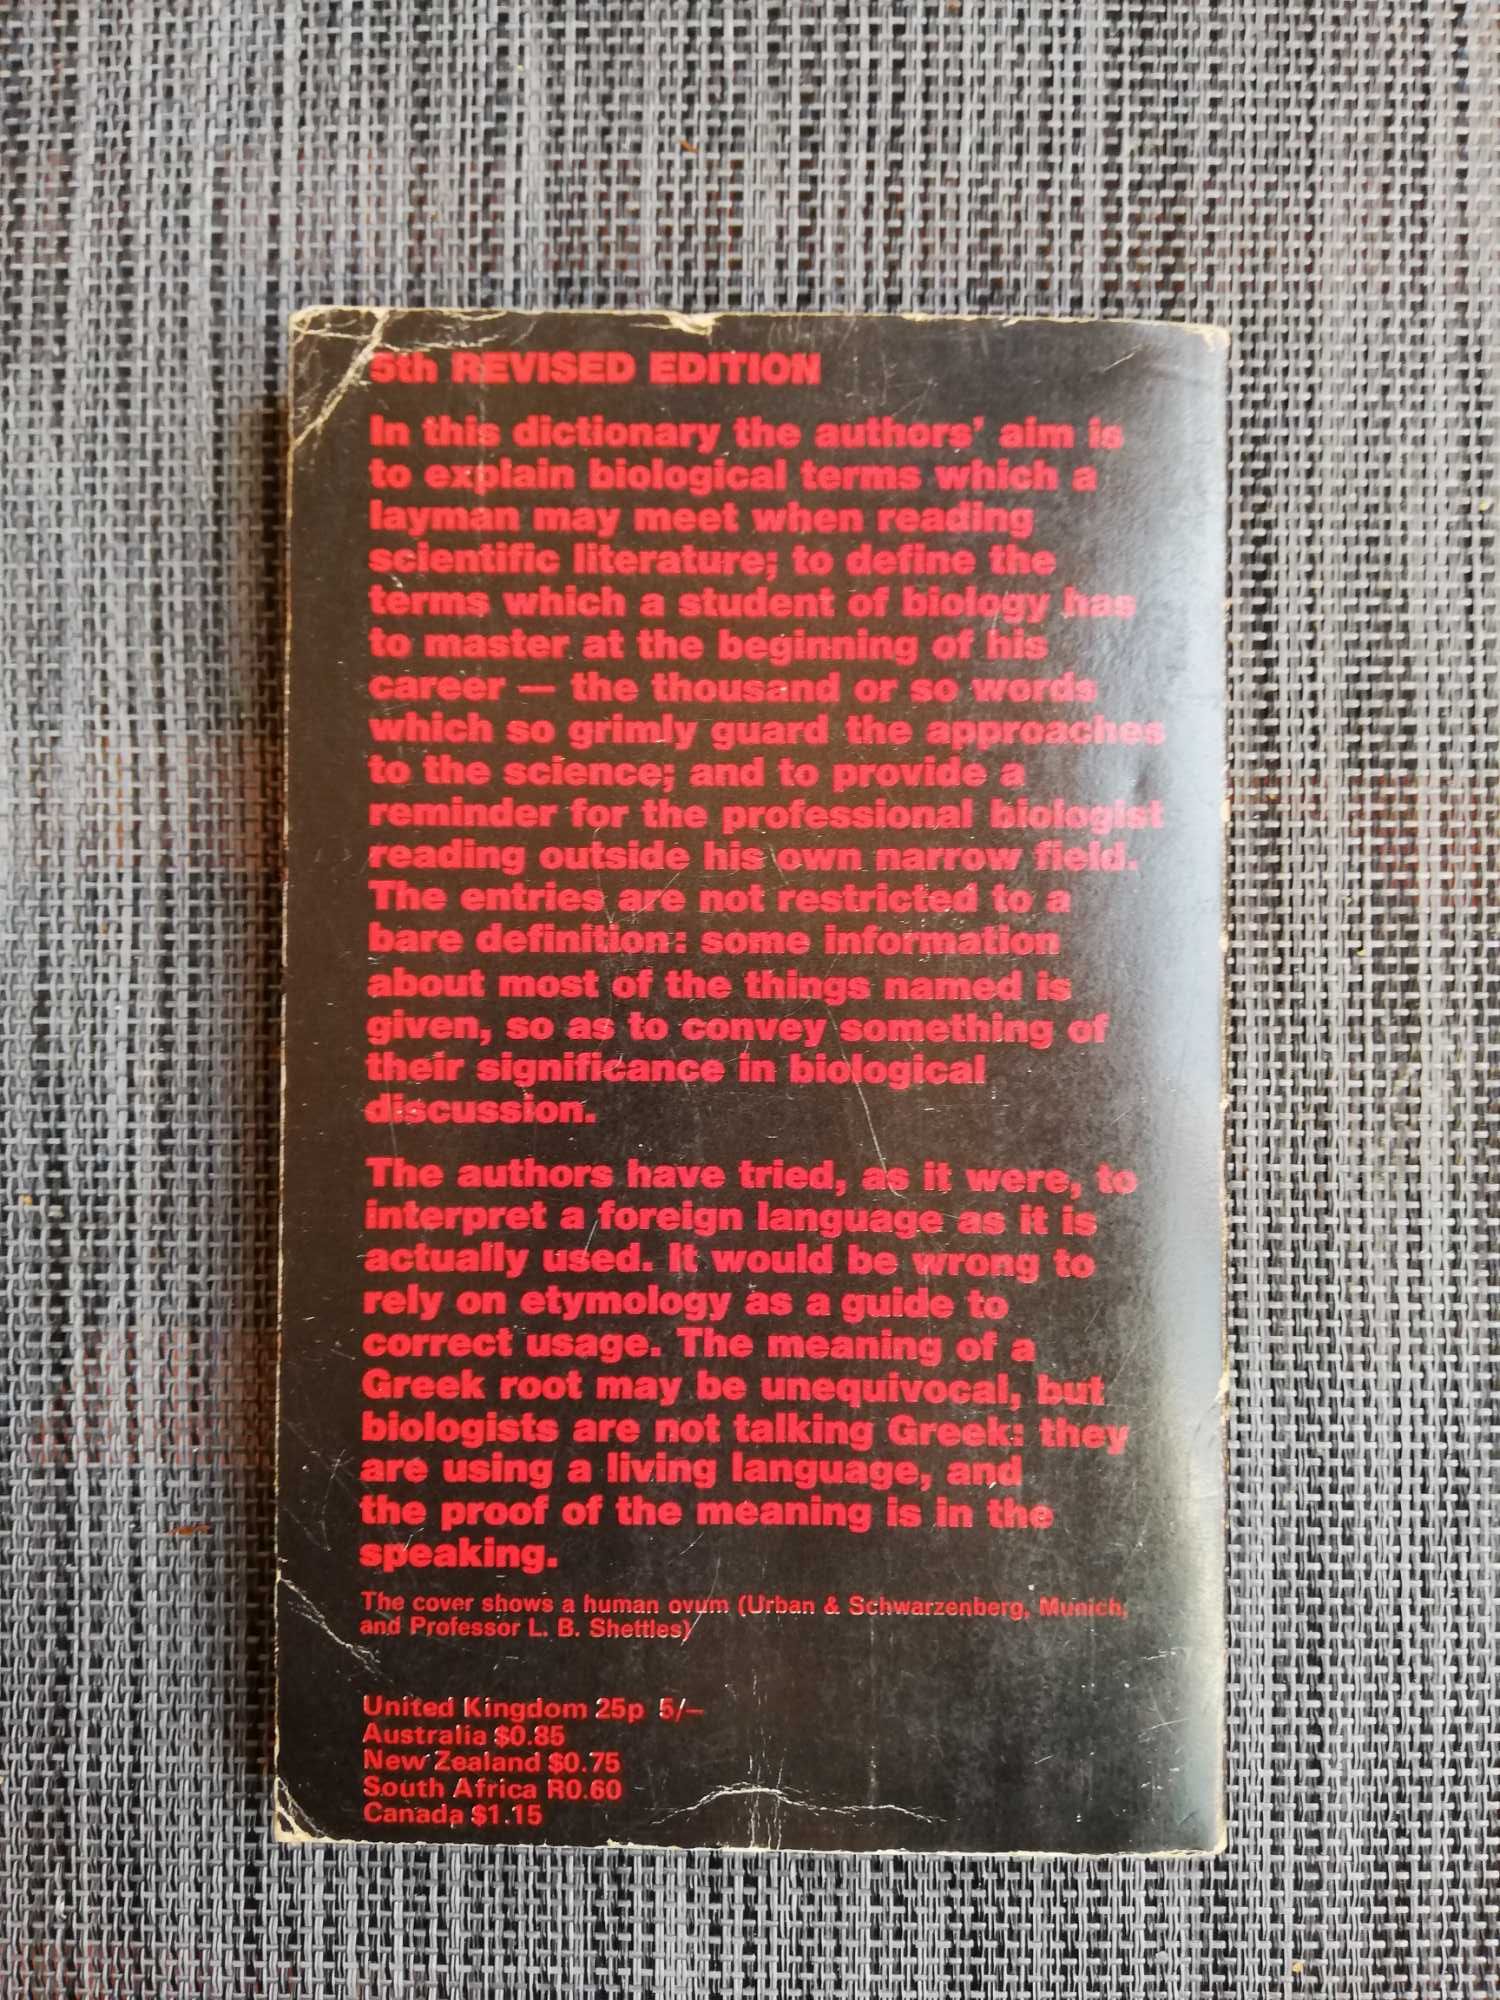 5th REVISED EDITION
In this dictionary the authors' aim is
to explain biological terms which a
layman may meet when reading
scientific literature; to define the
terms which a student of biology has
to master at the beginning of his
career — the thousand or so words
which so grimly guard the approaches
to the science; and to provide a
reminder for the professional biologist
reading outside his own narrow field.
The entries are not restricted to a
bare definition: some information
about most of the things named is
given, so as to convey something of
their significance in biological
discussion.
The authors have tried, as it were, to
interpret a foreign language as it is
actually used. It would be wrong to
rely on etymology as a guide to
correct usage. The meaning of a
Greek root may be unequivocal, but
biologists are not talking Greek: they
are using a living language, and
the proof of the meaning is in the
speaking.
The cover shows a human ovum (Urban & Schwarzenberg, Munich,
and Professor L. B. Shettles)
United Kingdom 25p 5/–
Australia $0.85
New Zealand $0.75
South Africa R0.60
Canada $1.15